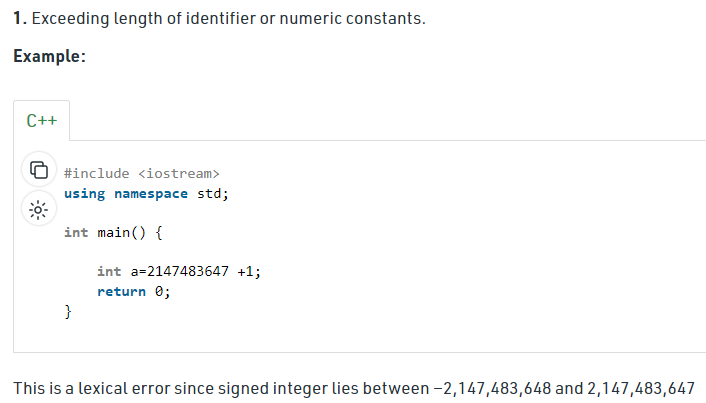 1. Exceeding length of identifier or numeric constants.
Example:
C++
#include <iostream>
using namespace std;
int main() {
int a=2147483647 +1;
return 0;
}
This is a lexical error since signed integer lies between −2,147,483,648 and 2,147,483,647